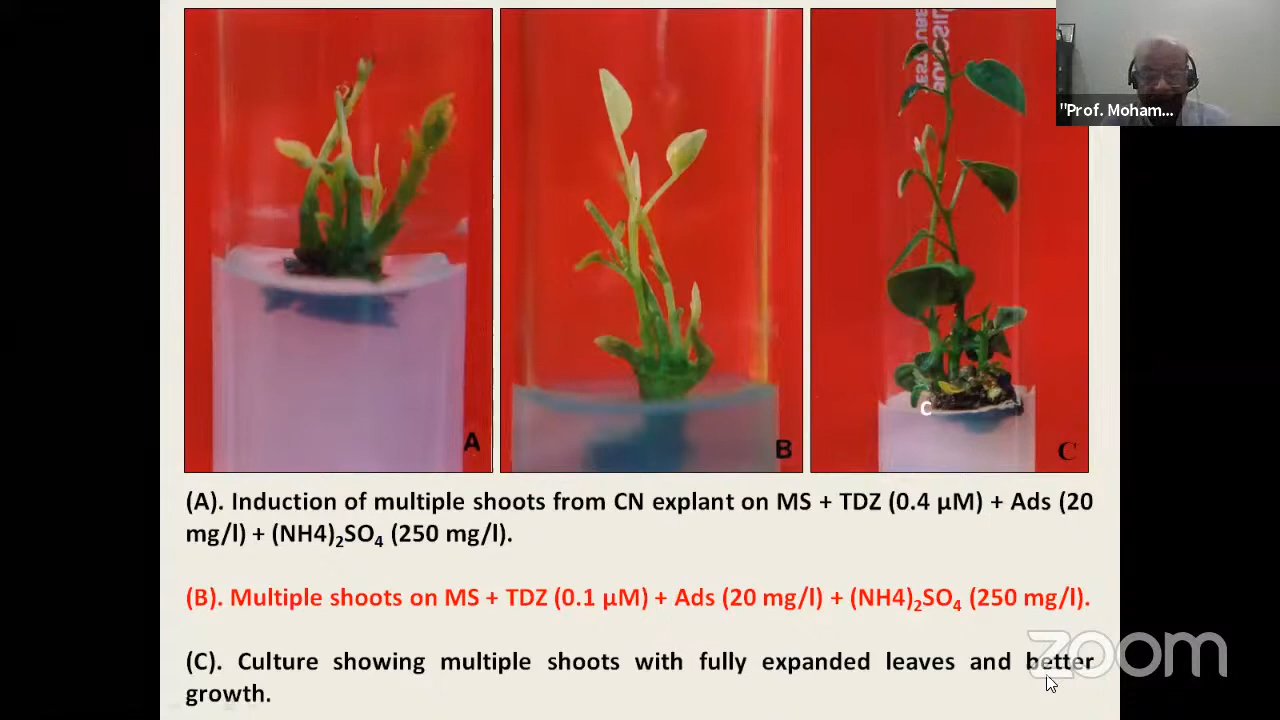 "Prof. Moham...
A
B
C
C
(A). Induction of multiple shoots from CN explant on MS + TDZ (0.4 µM) + Ads (20
mg/l) + (NH4)₂SO₄ (250 mg/l).
(B). Multiple shoots on MS + TDZ (0.1 µM) + Ads (20 mg/l) + (NH4)₂SO₄ (250 mg/l).
(C). Culture showing multiple shoots with fully expanded leaves and better
growth.
zoom